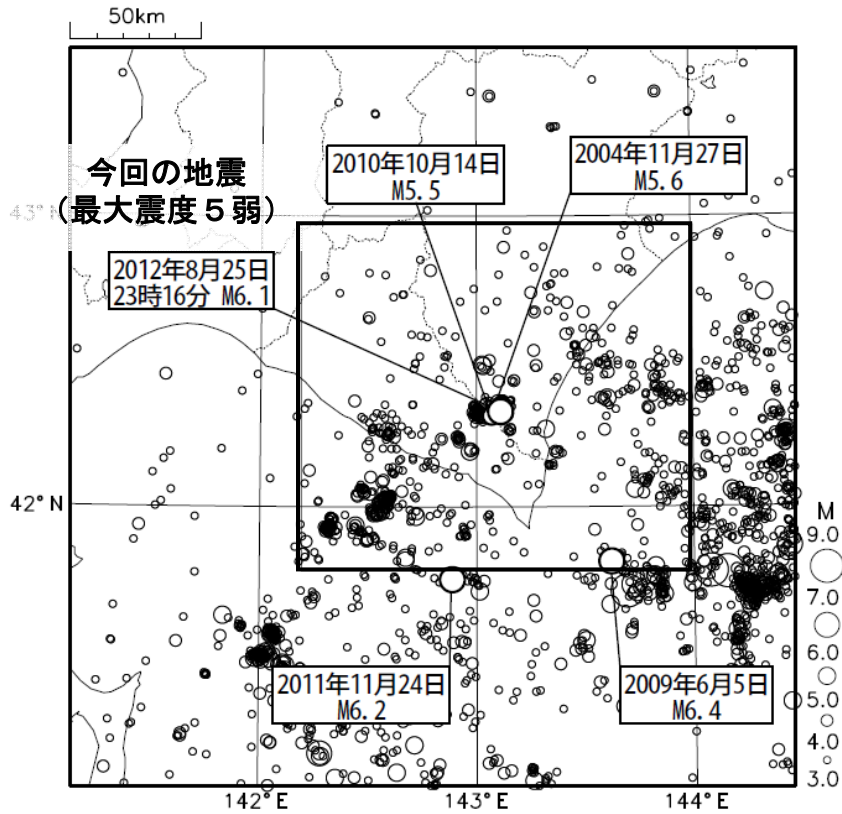 50km
今回の地震
(最大震度５弱)
43°N
2010年10月14日
M5.5
2004年11月27日
M5.6
2012年8月25日
23時16分 M6.1
42°N
2011年11月24日
M6.2
2009年6月5日
M6.4
M
9.0
7.0
6.0
5.0
4.0
3.0
142°E
143°E
144°E